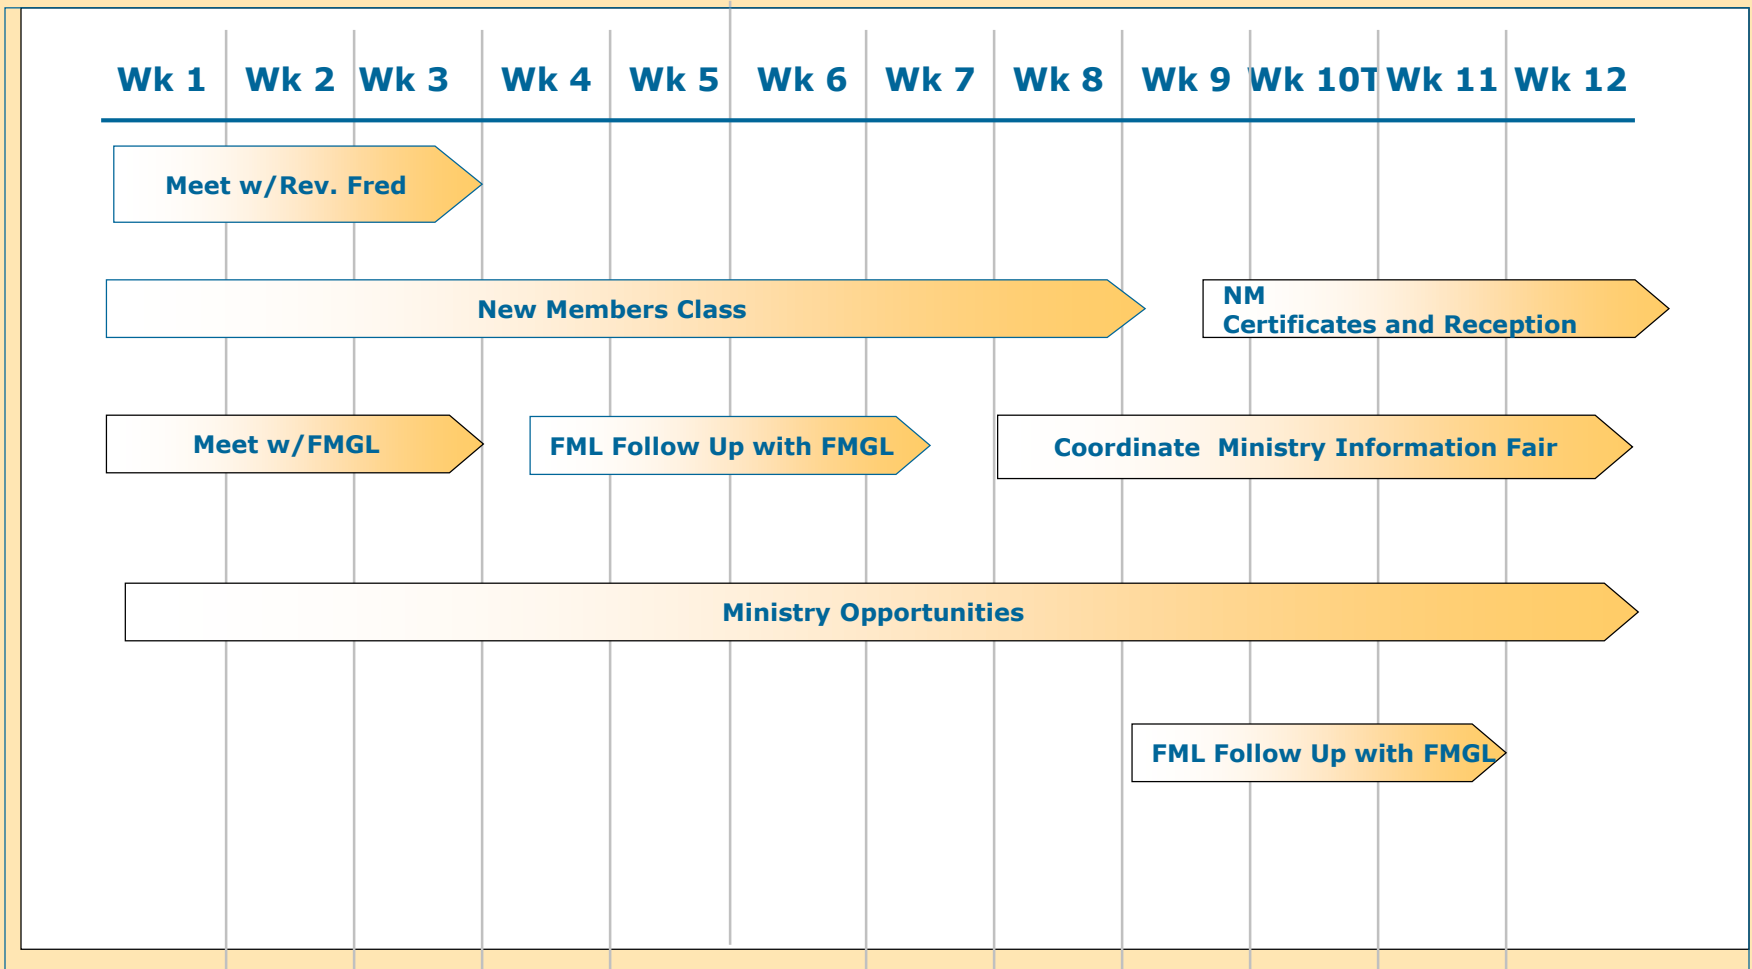 Wk 1 Wk 2 Wk 3 Wk 4 Wk 5 Wk 6 Wk 7 Wk 8 Wk 9 Wk 10T Wk 11 Wk 12
Meet w/Rev. Fred
New Members Class
NM
Certificates and Reception
Meet w/FMGL
FML Follow Up with FMGL
Coordinate  Ministry Information Fair
Ministry Opportunities
FML Follow Up with FMGL